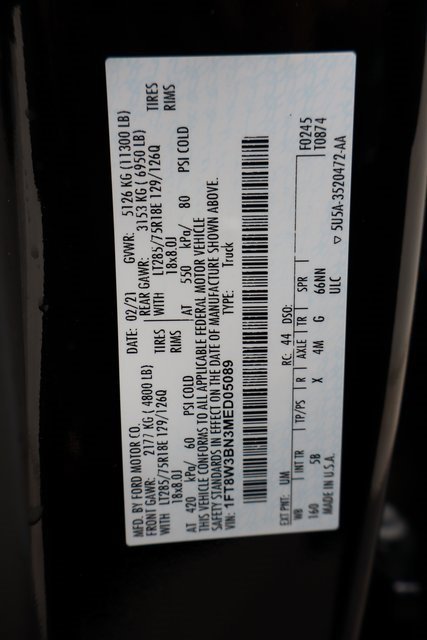 MFD. BY FORD MOTOR CO.
DATE: 02/21 GVWR: 5126 KG (11300 LB)
FRONT GAWR: 2177 KG (4800 LB) REAR GAWR: 3153 KG (6950 LB)
WITH LT285/75R18E 129/126Q TIRES WITH LT285/75R18E 129/126Q TIRES
18x8.0J RIMS 18x8.0J RIMS
AT 420 kPa/ 60 PSI COLD AT 550 kPa/ 80 PSI COLD
THIS VEHICLE CONFORMS TO ALL APPLICABLE FEDERAL MOTOR VEHICLE
SAFETY STANDARDS IN EFFECT ON THE DATE OF MANUFACTURE SHOWN ABOVE.
VIN: 1FT8W3BN3MED05089 TYPE: Truck
EXT PNT: UM RC: 44 DSO: F0245
WB INT TR TP/PS R AXLE TR SPR T0874
160 5B X 4M G 66NN
ULC
MADE IN U.S.A. ▽ 5U5A-3520472-AA